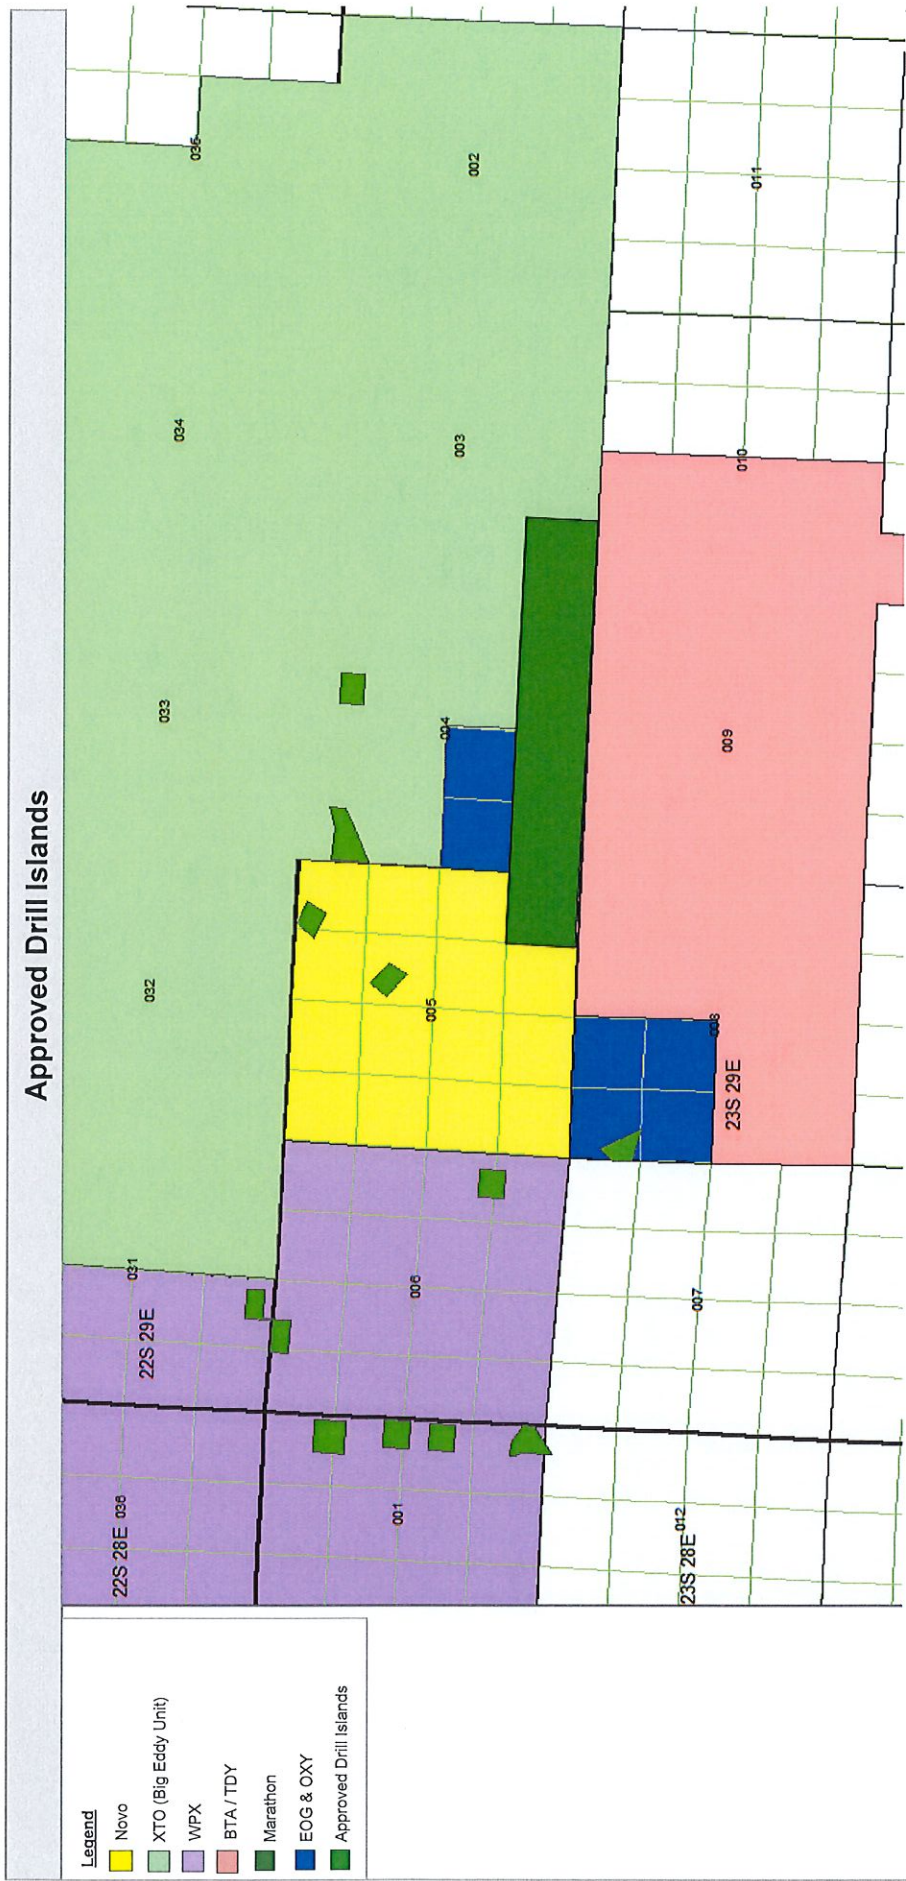 Approved Drill Islands
036
002
011
034
003
010
033
004
009
032
005
008
23S 29E
031
22S 29E
006
007
22S 28E
036
001
012
23S 28E
Legend
Novo
XTO (Big Eddy Unit)
WPX
BTA / TDY
Marathon
EOG & OXY
Approved Drill Islands